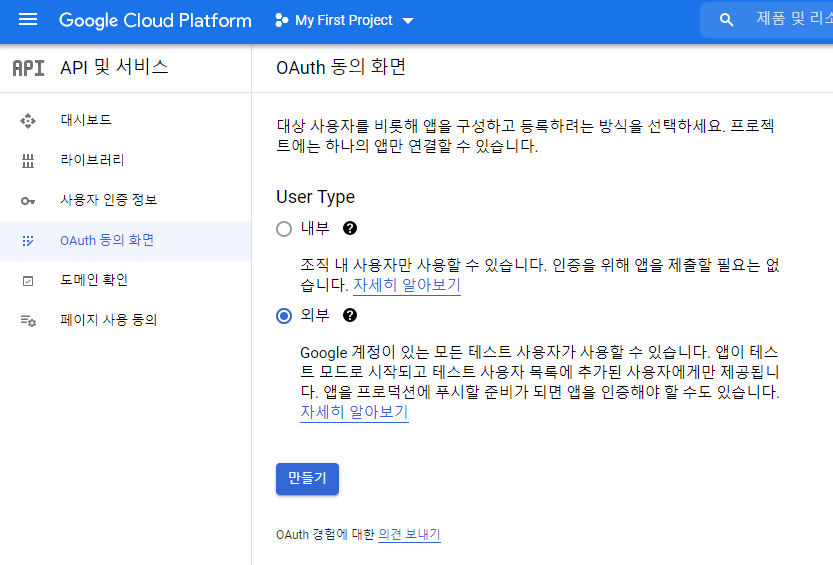 Google Cloud Platform
My First Project
제품 및 리소
API API 및 서비스
OAuth 동의 화면
대시보드
라이브러리
사용자 인증 정보
OAuth 동의 화면
도메인 확인
페이지 사용 동의
대상 사용자를 비롯해 앱을 구성하고 등록하려는 방식을 선택하세요. 프로젝
트에는 하나의 앱만 연결할 수 있습니다.
User Type
내부
조직 내 사용자만 사용할 수 있습니다. 인증을 위해 앱을 제출할 필요는 없
습니다. 자세히 알아보기
외부
Google 계정이 있는 모든 테스트 사용자가 사용할 수 있습니다. 앱이 테스
트 모드로 시작되고 테스트 사용자 목록에 추가된 사용자에게만 제공됩니
다. 앱을 프로덕션에 푸시할 준비가 되면 앱을 인증해야 할 수도 있습니다.
자세히 알아보기
만들기
OAuth 경험에 대한 의견 보내기